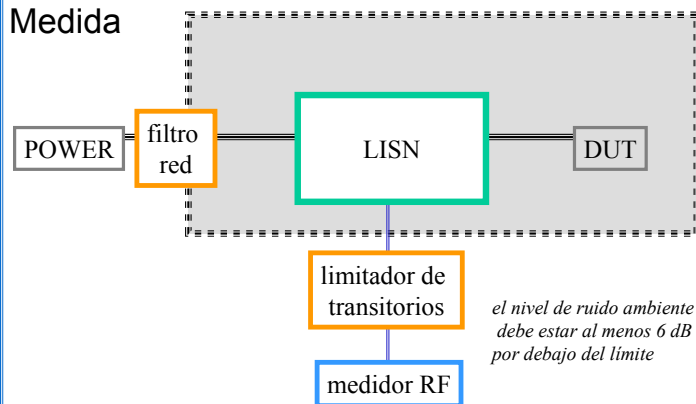 Medida
POWER
filtro
red
LISN
DUT
limitador de
transitorios
el nivel de ruido ambiente
debe estar al menos 6 dB
por debajo del límite
medidor RF